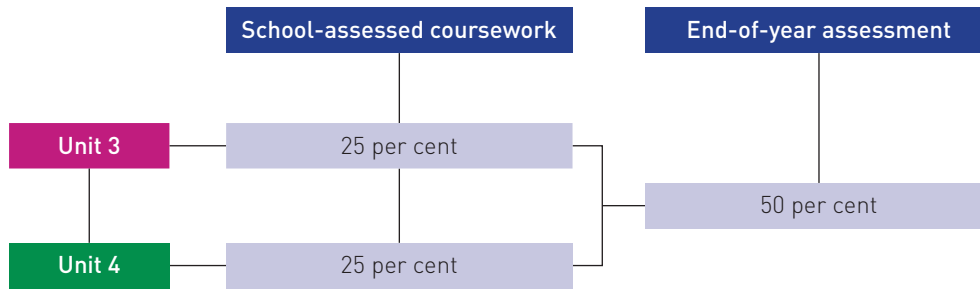 School-assessed coursework
End-of-year assessment
Unit 3
25 per cent
50 per cent
Unit 4
25 per cent